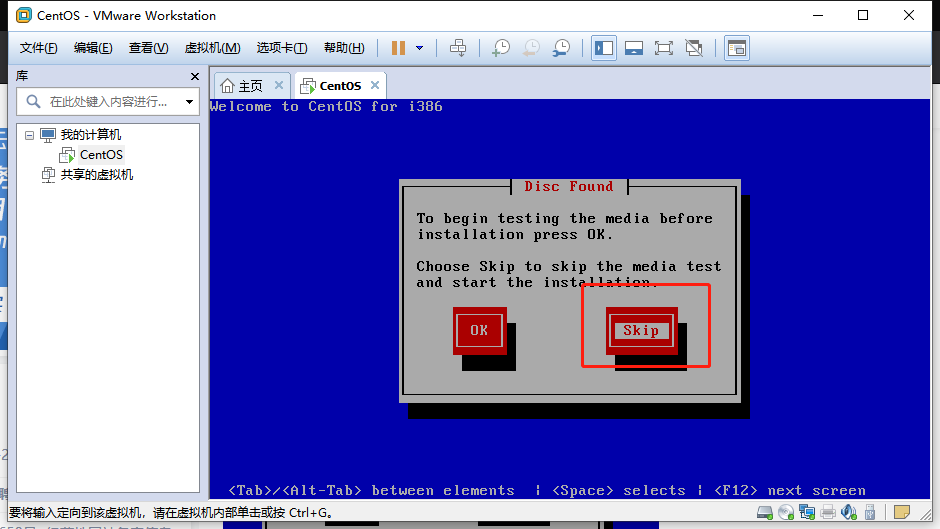 CentOS - VMware Workstation
文件(F) 编辑(E) 查看(V) 虚拟机(M) 选项卡(T) 帮助(H)
库
在此处键入内容进行...
我的计算机
CentOS
共享的虚拟机
主页
CentOS
Welcome to CentOS for i386
Disc Found
To begin testing the media before
installation press OK.
Choose Skip to skip the media test
and start the installation.
OK Skip
<Tab>/<Alt-Tab> between elements | <Space> selects | <F12> next screen
要将输入定向到该虚拟机，请在虚拟机内部单击或按 Ctrl+G。